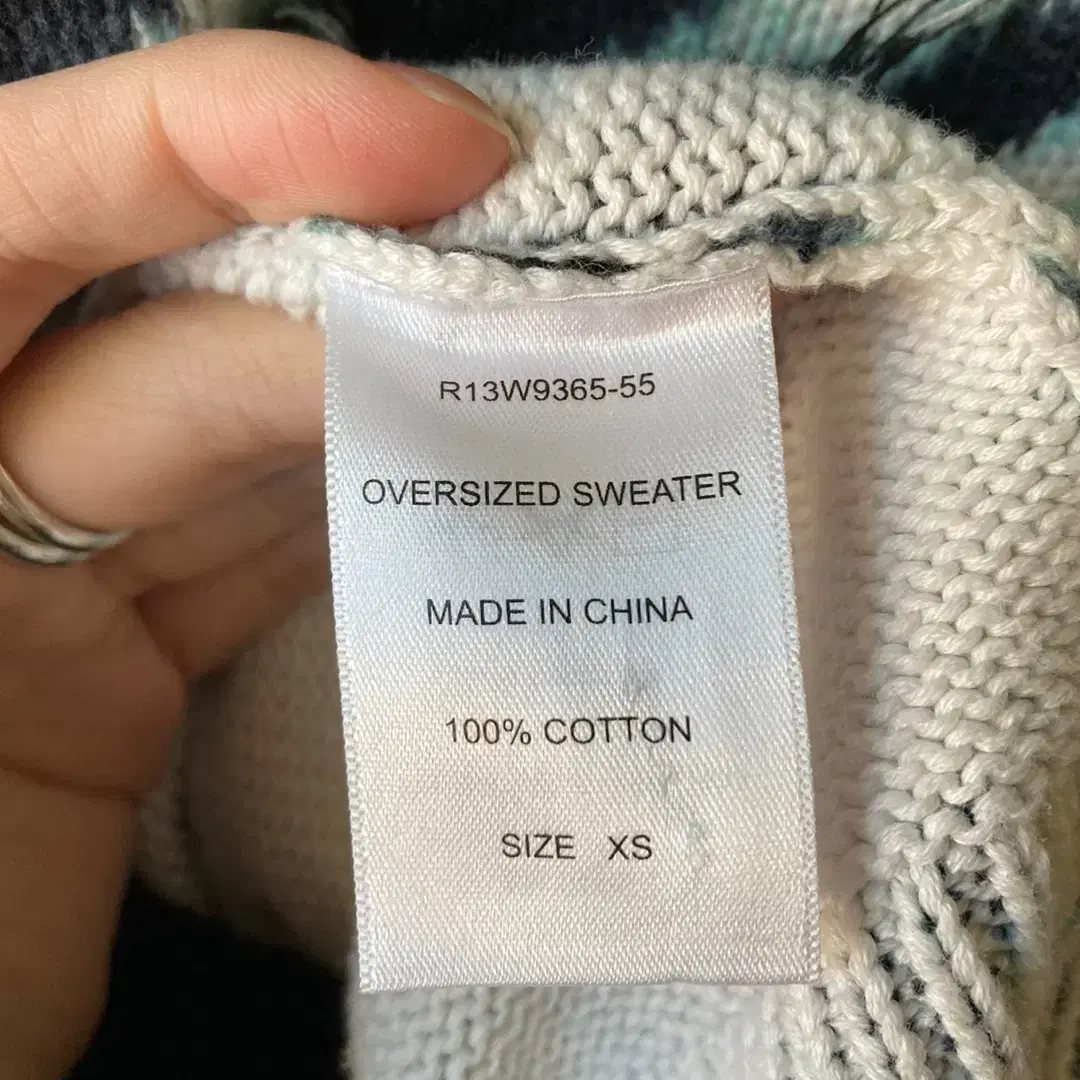 R13W9365-55
OVERSIZED SWEATER
MADE IN CHINA
100% COTTON
SIZE XS